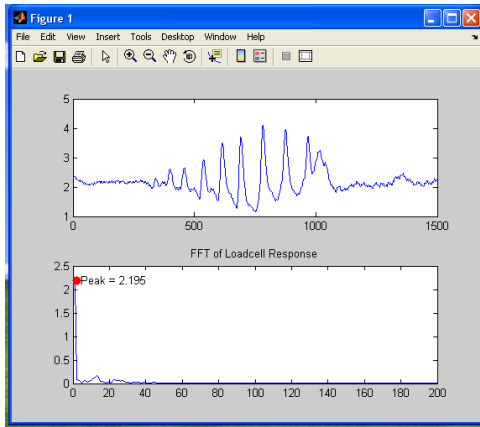 Figure 1
File Edit View Insert Tools Desktop Window Help
5
4
3
2
1
0 500 1000 1500
FFT of Loadcell Response
2.5
2
1.5
1
0.5
0
Peak = 2.195
0 20 40 60 80 100 120 140 160 180 200